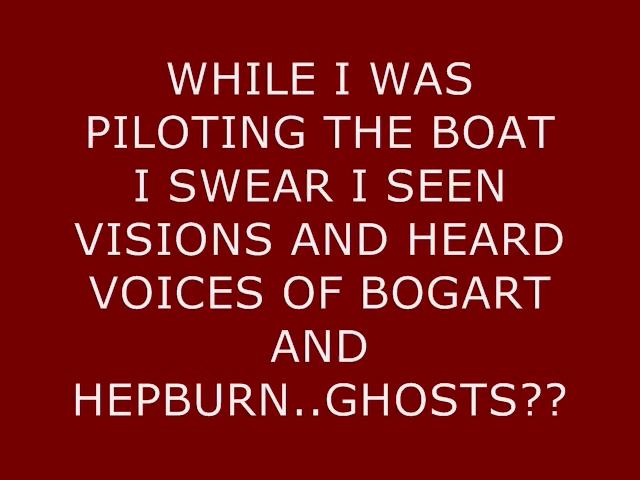 WHILE I WAS
PILOTING THE BOAT
I SWEAR I SEEN
VISIONS AND HEARD
VOICES OF BOGART
AND
HEPBURN..GHOSTS??